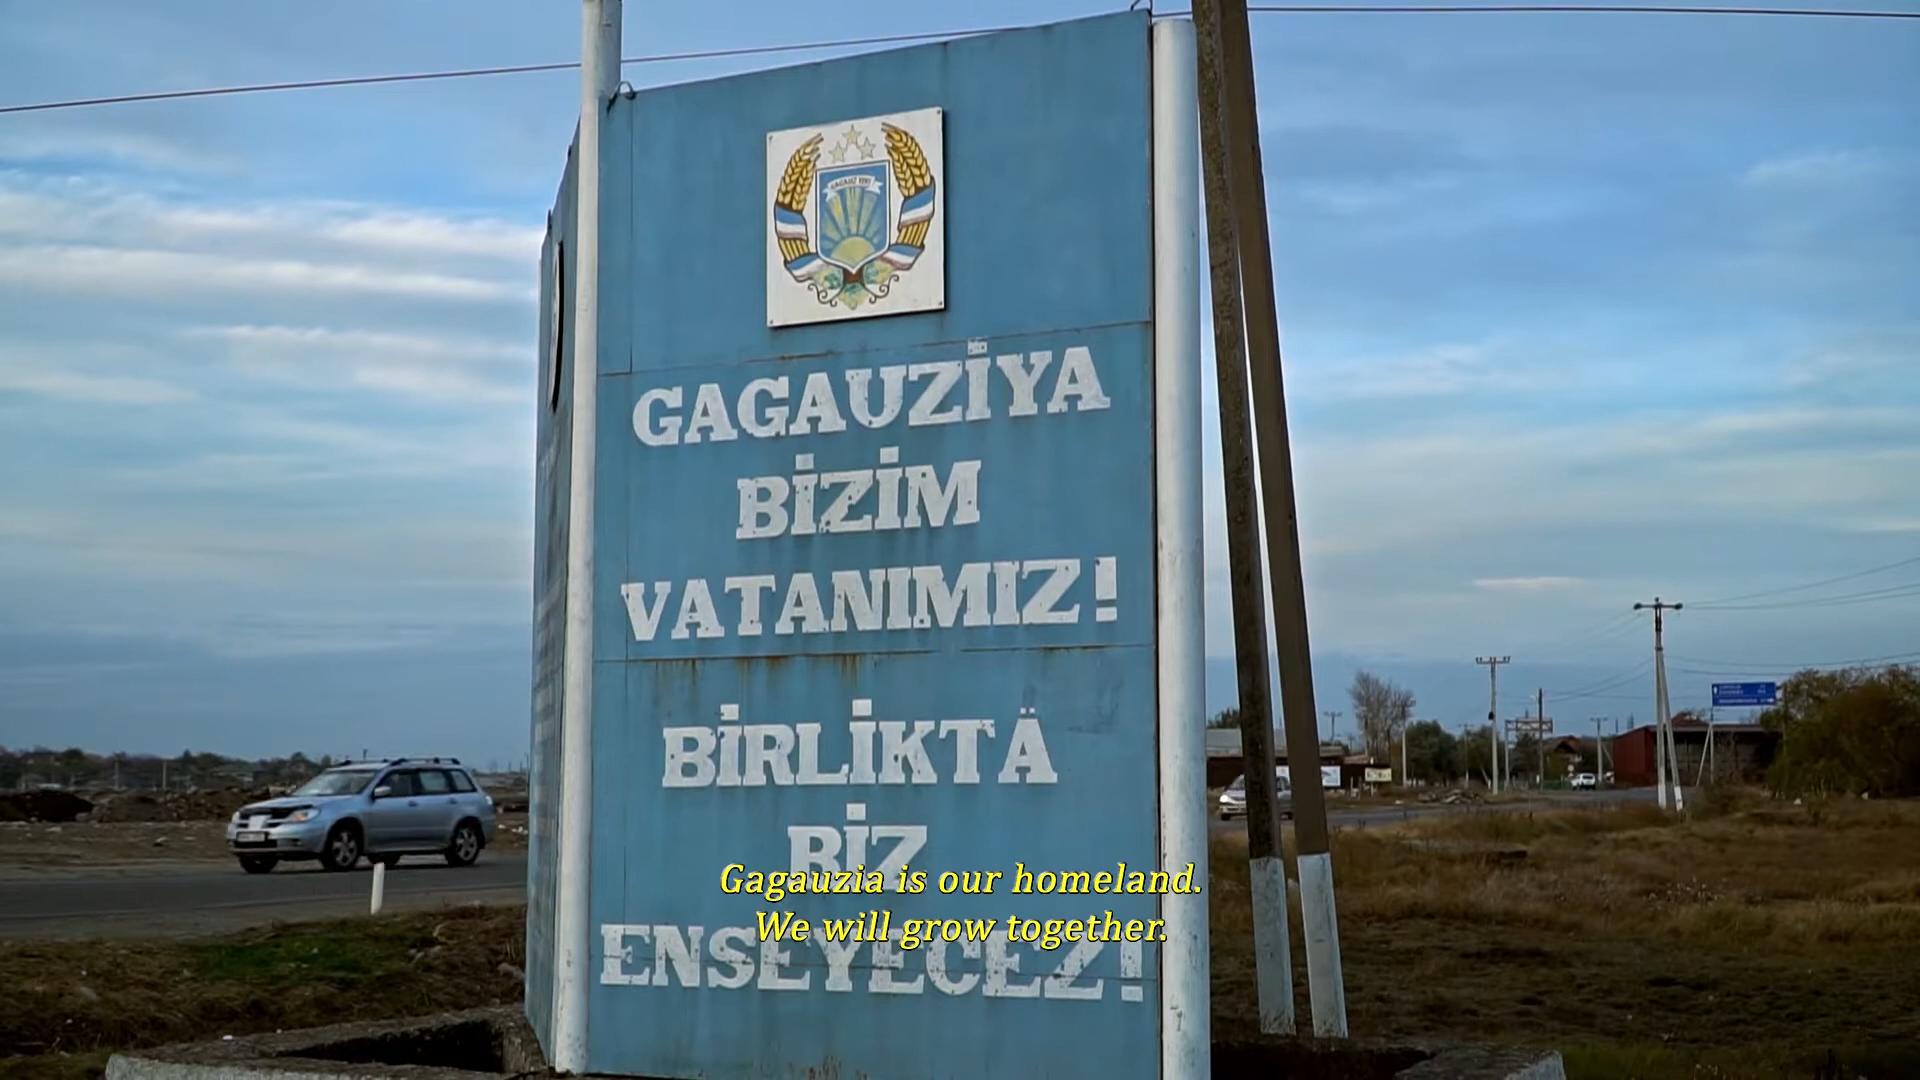 GAGAUZİYA
BİZİM
VATANIMIZ!
BİRLİKTÄ
BİZ
ENSEYECEZ!
Gagauzia is our homeland.
We will grow together.